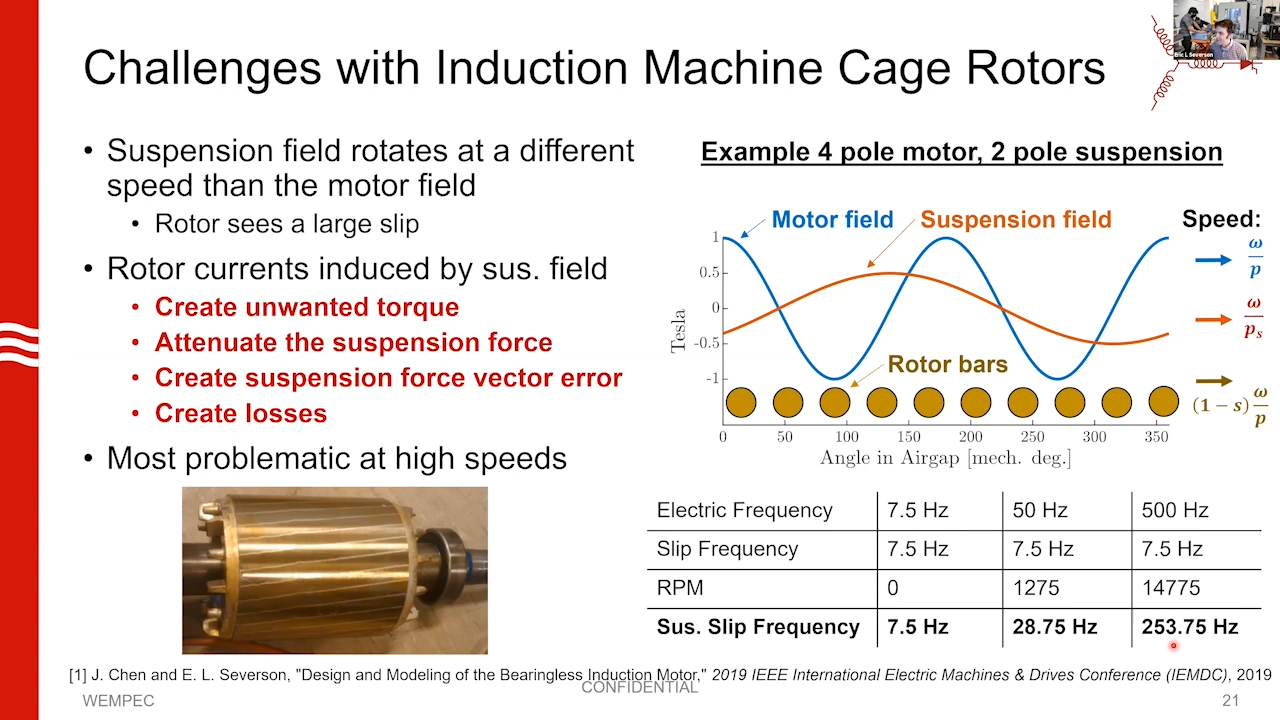 Challenges with Induction Machine Cage Rotors
Eric L Severson
• Suspension field rotates at a different
speed than the motor field
• Rotor sees a large slip
• Rotor currents induced by sus. field
• Create unwanted torque
• Attenuate the suspension force
• Create suspension force vector error
• Create losses
• Most problematic at high speeds
Example 4 pole motor, 2 pole suspension
Motor field
Suspension field
Speed:
1
0.5
0
-0.5
-1
Tesla
ω/p
ω/pₛ
Rotor bars
(1 − s) ω/p
0 50 100 150 200 250 300 350
Angle in Airgap [mech. deg.]
Electric Frequency 7.5 Hz 50 Hz 500 Hz
Slip Frequency 7.5 Hz 7.5 Hz 7.5 Hz
RPM 0 1275 14775
Sus. Slip Frequency 7.5 Hz 28.75 Hz 253.75 Hz
[1] J. Chen and E. L. Severson, "Design and Modeling of the Bearingless Induction Motor," 2019 IEEE International Electric Machines & Drives Conference (IEMDC), 2019
CONFIDENTIAL
WEMPEC
21